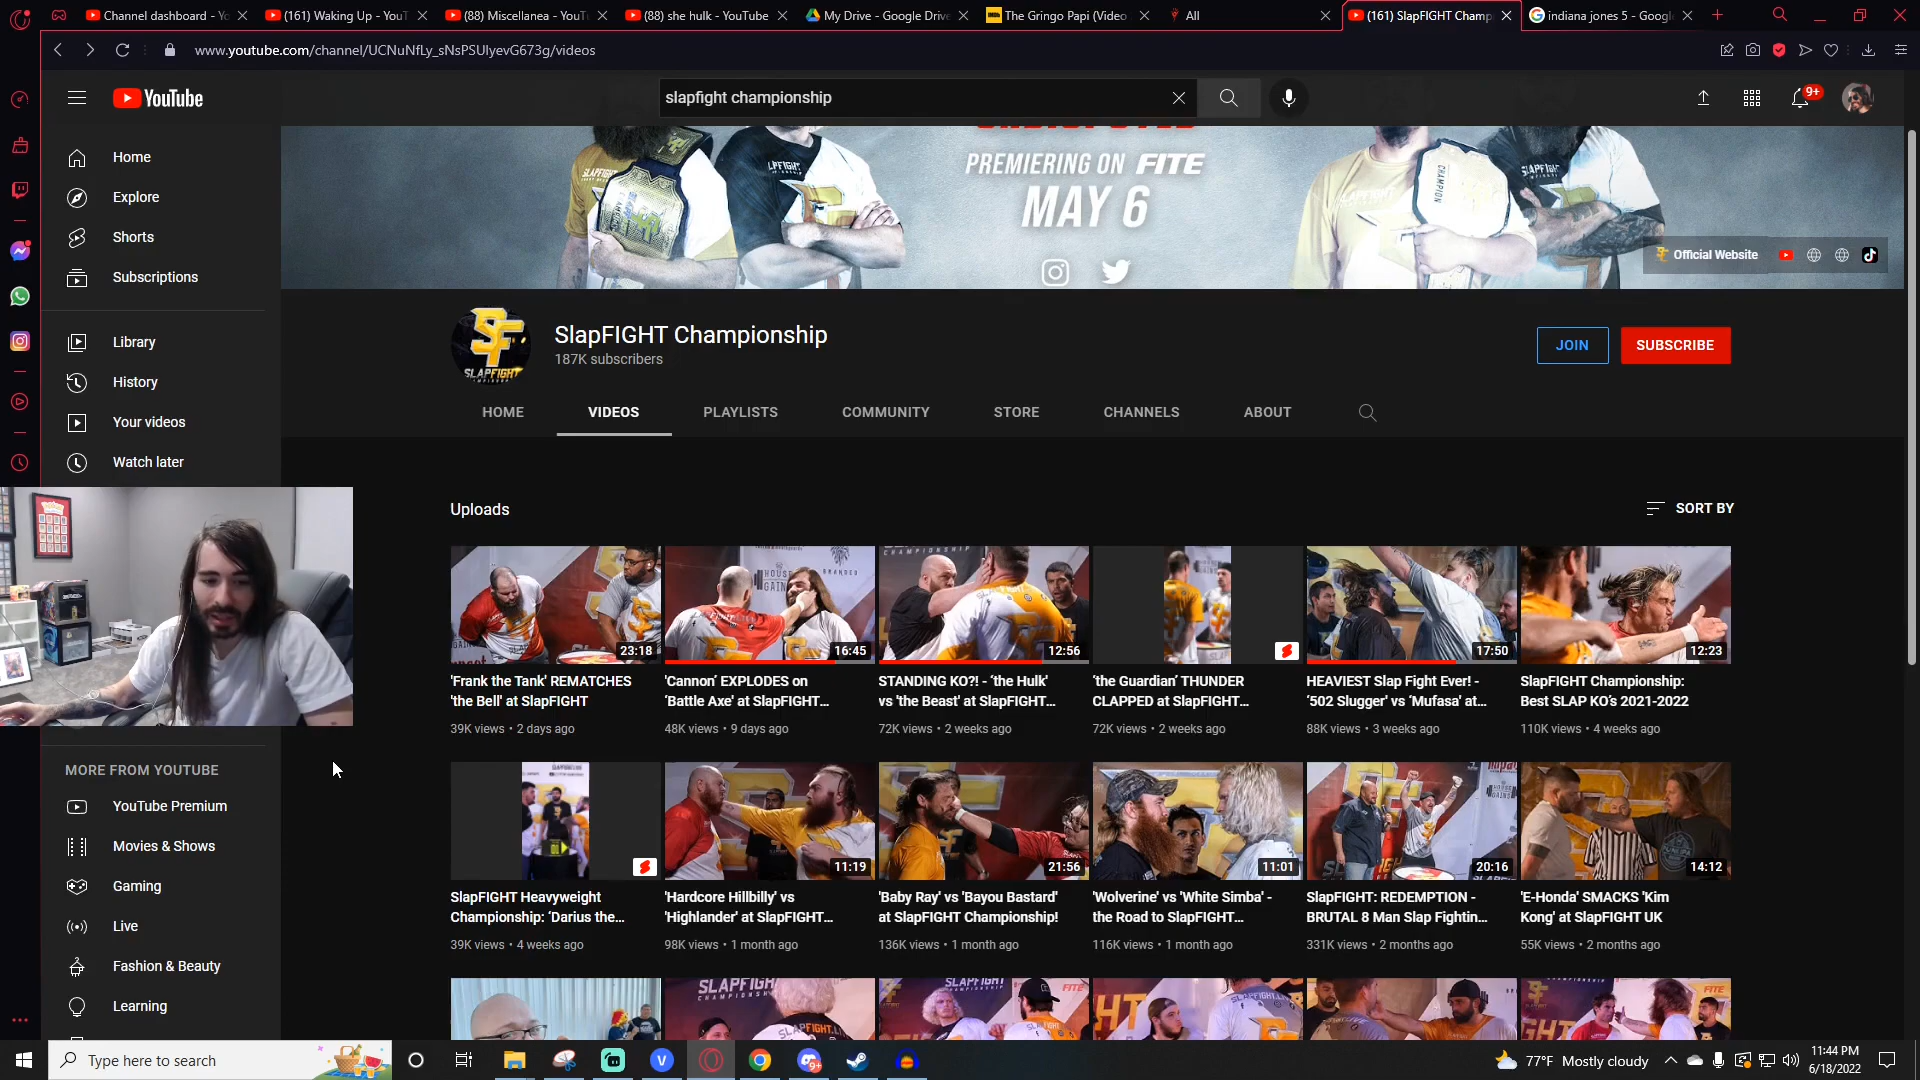 Channel dashboard - Y
(161) Waking Up - YouT
(88) Miscellanea - YouTu
(88) she hulk - YouTube
My Drive - Google Drive
The Gringo Papi (Video
All
(161) SlapFIGHT Champ
indiana jones 5 - Google
www.youtube.com/channel/UCNuNfLy_sNsPSUlyevG673g/videos
YouTube
slapfight championship
9+
Home
Explore
Shorts
Subscriptions
Library
History
Your videos
Watch later
PREMIERING ON FITE
MAY 6
Official Website
SLAPFIGHT
SlapFIGHT Championship
187K subscribers
JOIN
SUBSCRIBE
HOME
VIDEOS
PLAYLISTS
COMMUNITY
STORE
CHANNELS
ABOUT
Uploads
SORT BY
23:18
16:45
12:56
17:50
12:23
'Frank the Tank' REMATCHES
'the Bell' at SlapFIGHT
39K views • 2 days ago
'Cannon' EXPLODES on
'Battle Axe' at SlapFIGHT...
48K views • 9 days ago
STANDING KO?! - 'the Hulk'
vs 'the Beast' at SlapFIGHT...
72K views • 2 weeks ago
'the Guardian' THUNDER
CLAPPED at SlapFIGHT...
72K views • 2 weeks ago
HEAVIEST Slap Fight Ever! -
'502 Slugger' vs 'Mufasa' at...
88K views • 3 weeks ago
SlapFIGHT Championship:
Best SLAP KO's 2021-2022
110K views • 4 weeks ago
11:19
21:56
11:01
20:16
14:12
SlapFIGHT Heavyweight
Championship: 'Darius the...
39K views • 4 weeks ago
'Hardcore Hillbilly' vs
'Highlander' at SlapFIGHT...
98K views • 1 month ago
'Baby Ray' vs 'Bayou Bastard'
at SlapFIGHT Championship!
136K views • 1 month ago
'Wolverine' vs 'White Simba' -
the Road to SlapFIGHT...
116K views • 1 month ago
SlapFIGHT: REDEMPTION -
BRUTAL 8 Man Slap Fightin...
331K views • 2 months ago
'E-Honda' SMACKS 'Kim
Kong' at SlapFIGHT UK
55K views • 2 months ago
MORE FROM YOUTUBE
YouTube Premium
Movies & Shows
Gaming
Live
Fashion & Beauty
Learning
Type here to search
77°F Mostly cloudy
11:44 PM
6/18/2022